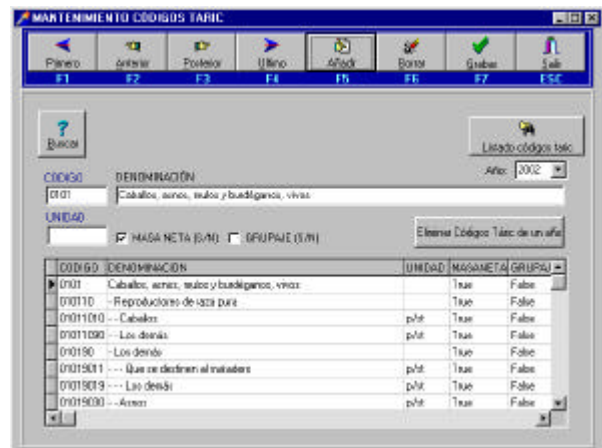 MANTENIMIENTO CÓDIGOS TARIC
Primero Anterior Posterior Último Añadir Borrar Grabar Salir
F1 F2 F3 F4 F5 F6 F7 ESC
Buscar
Listado códigos taric
Año: 2002
CODIGO DENOMINACIÓN
0101 Caballos, asnos, mulos y burdéganos, vivos
UNIDAD
MASA NETA (S/N) GRUPAJE (S/N)
Eliminar Códigos Táric de un año
CODIGO DENOMINACION UNIDAD MASANETA GRUPAJ
0101 Caballos, asnos, mulos y burdéganos, vivos True False
010110 - Reproductores de raza pura True False
01011010 - - Caballos p/st True False
01011090 - - Los demás p/st True False
010190 - Los demás True False
01019011 - - - Que se destinen al matadero p/st True False
01019019 - - - Los demás p/st True False
01019030 - - Asnos p/st True False